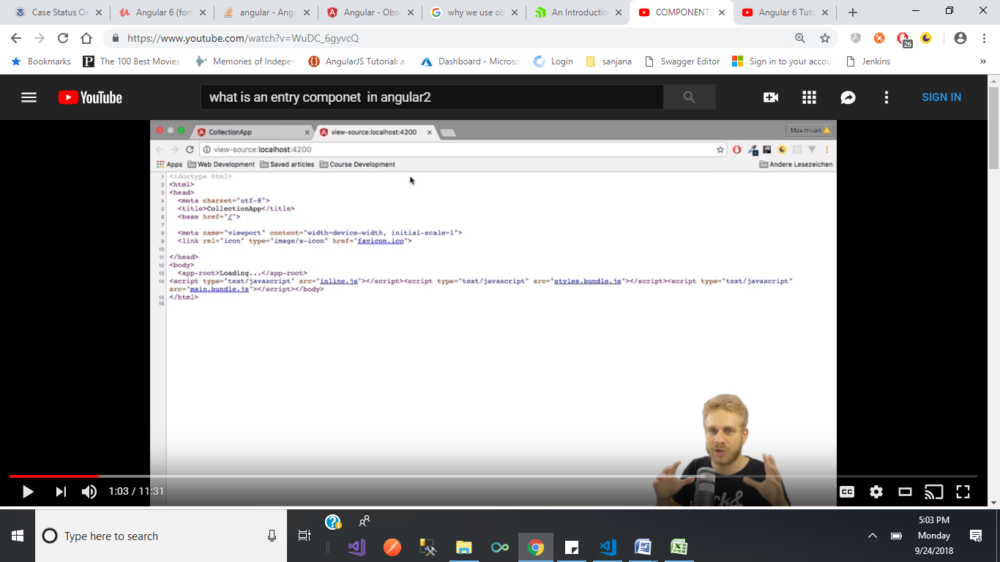 Case Status On
Angular 6 (for
angular - Angu
Angular - Obse
why we use ob
An Introductio
COMPONENTS
Angular 6 Tuto
https://www.youtube.com/watch?v=WuDC_6gyvcQ
26
Bookmarks
The 100 Best Movies
Memories of Indepen
AngularJS Tutorial: a
Dashboard - Microso
Login
sanjana
Swagger Editor
Sign in to your accou
Jenkins
YouTube
what is an entry componet in angular2
SIGN IN
CollectionApp
view-source:localhost:4200
Maximilian
view-source:localhost:4200
Apps
Web Development
Saved articles
Course Development
Andere Lesezeichen
1 <!doctype html>
2 <html>
3 <head>
4 <meta charset="utf-8">
5 <title>CollectionApp</title>
6 <base href="/">
7
8 <meta name="viewport" content="width=device-width, initial-scale=1">
9 <link rel="icon" type="image/x-icon" href="favicon.ico">
10
11 </head>
12 <body>
13 <app-root>Loading...</app-root>
14 <script type="text/javascript" src="inline.js"></script><script type="text/javascript" src="styles.bundle.js"></script><script type="text/javascript"
src="main.bundle.js"></script></body>
15 </html>
16
1:03 / 11:31
CC
Type here to search
5:03 PM
Monday
9/24/2018